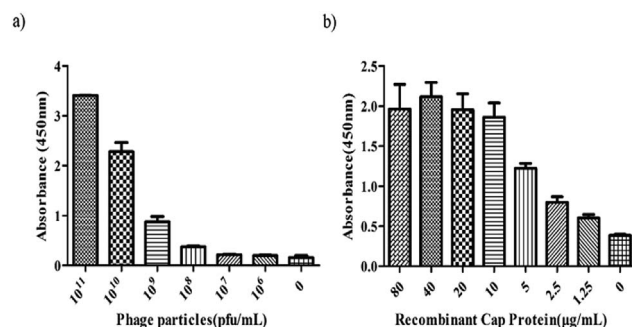 a)
Absorbance (450nm)
4
3
2
1
0
10^11 10^10 10^9 10^8 10^7 10^6 0
Phage particles(pfu/mL)
b)
Absorbance(450nm)
2.5
2.0
1.5
1.0
0.5
0.0
80 40 20 10 5 2.5 1.25 0
Recombinant Cap Protein(μg/mL)